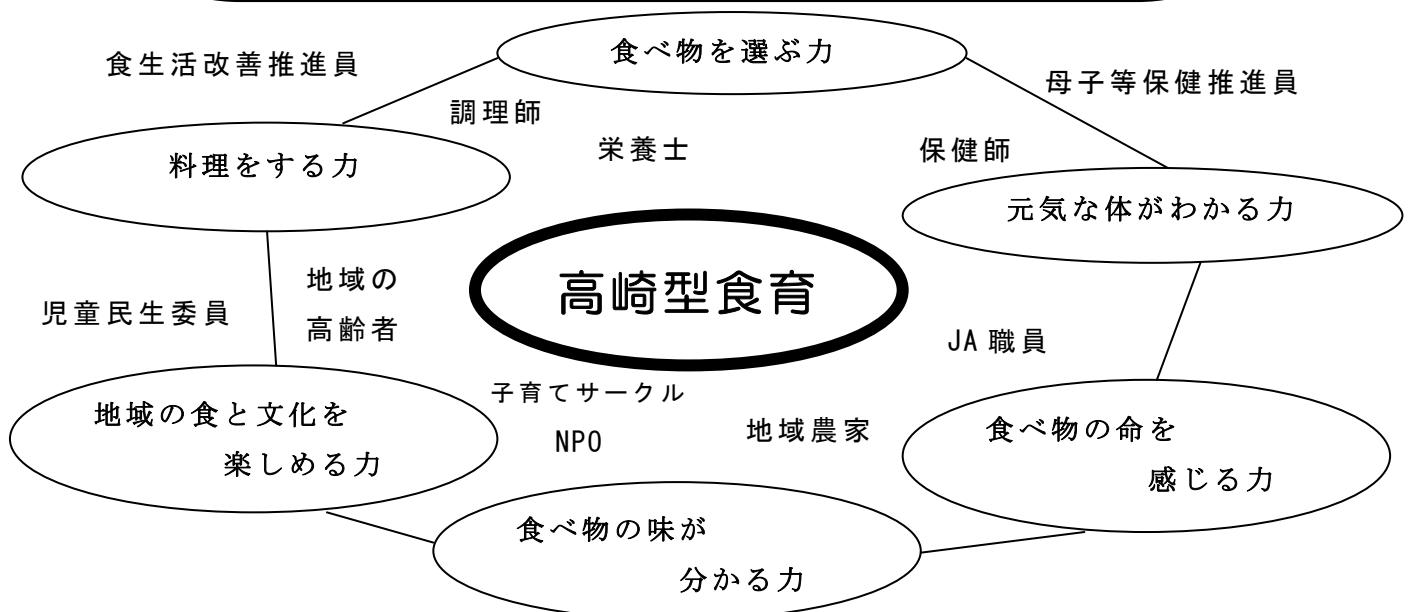 食べ物を選ぶ力
食生活改善推進員
母子等保健推進員
調理師
栄養士
保健師
料理をする力
元気な体がわかる力
高崎型食育
地域の
高齢者
児童民生委員
JA 職員
子育てサークル
NPO
地域農家
地域の食と文化を
楽しめる力
食べ物の命を
感じる力
食べ物の味が
分かる力